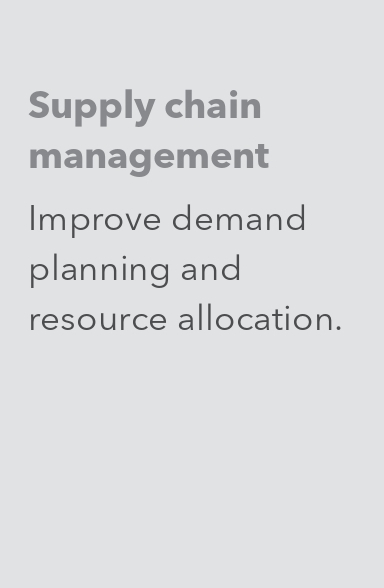 Supply chain
management
Improve demand
planning and
resource allocation.